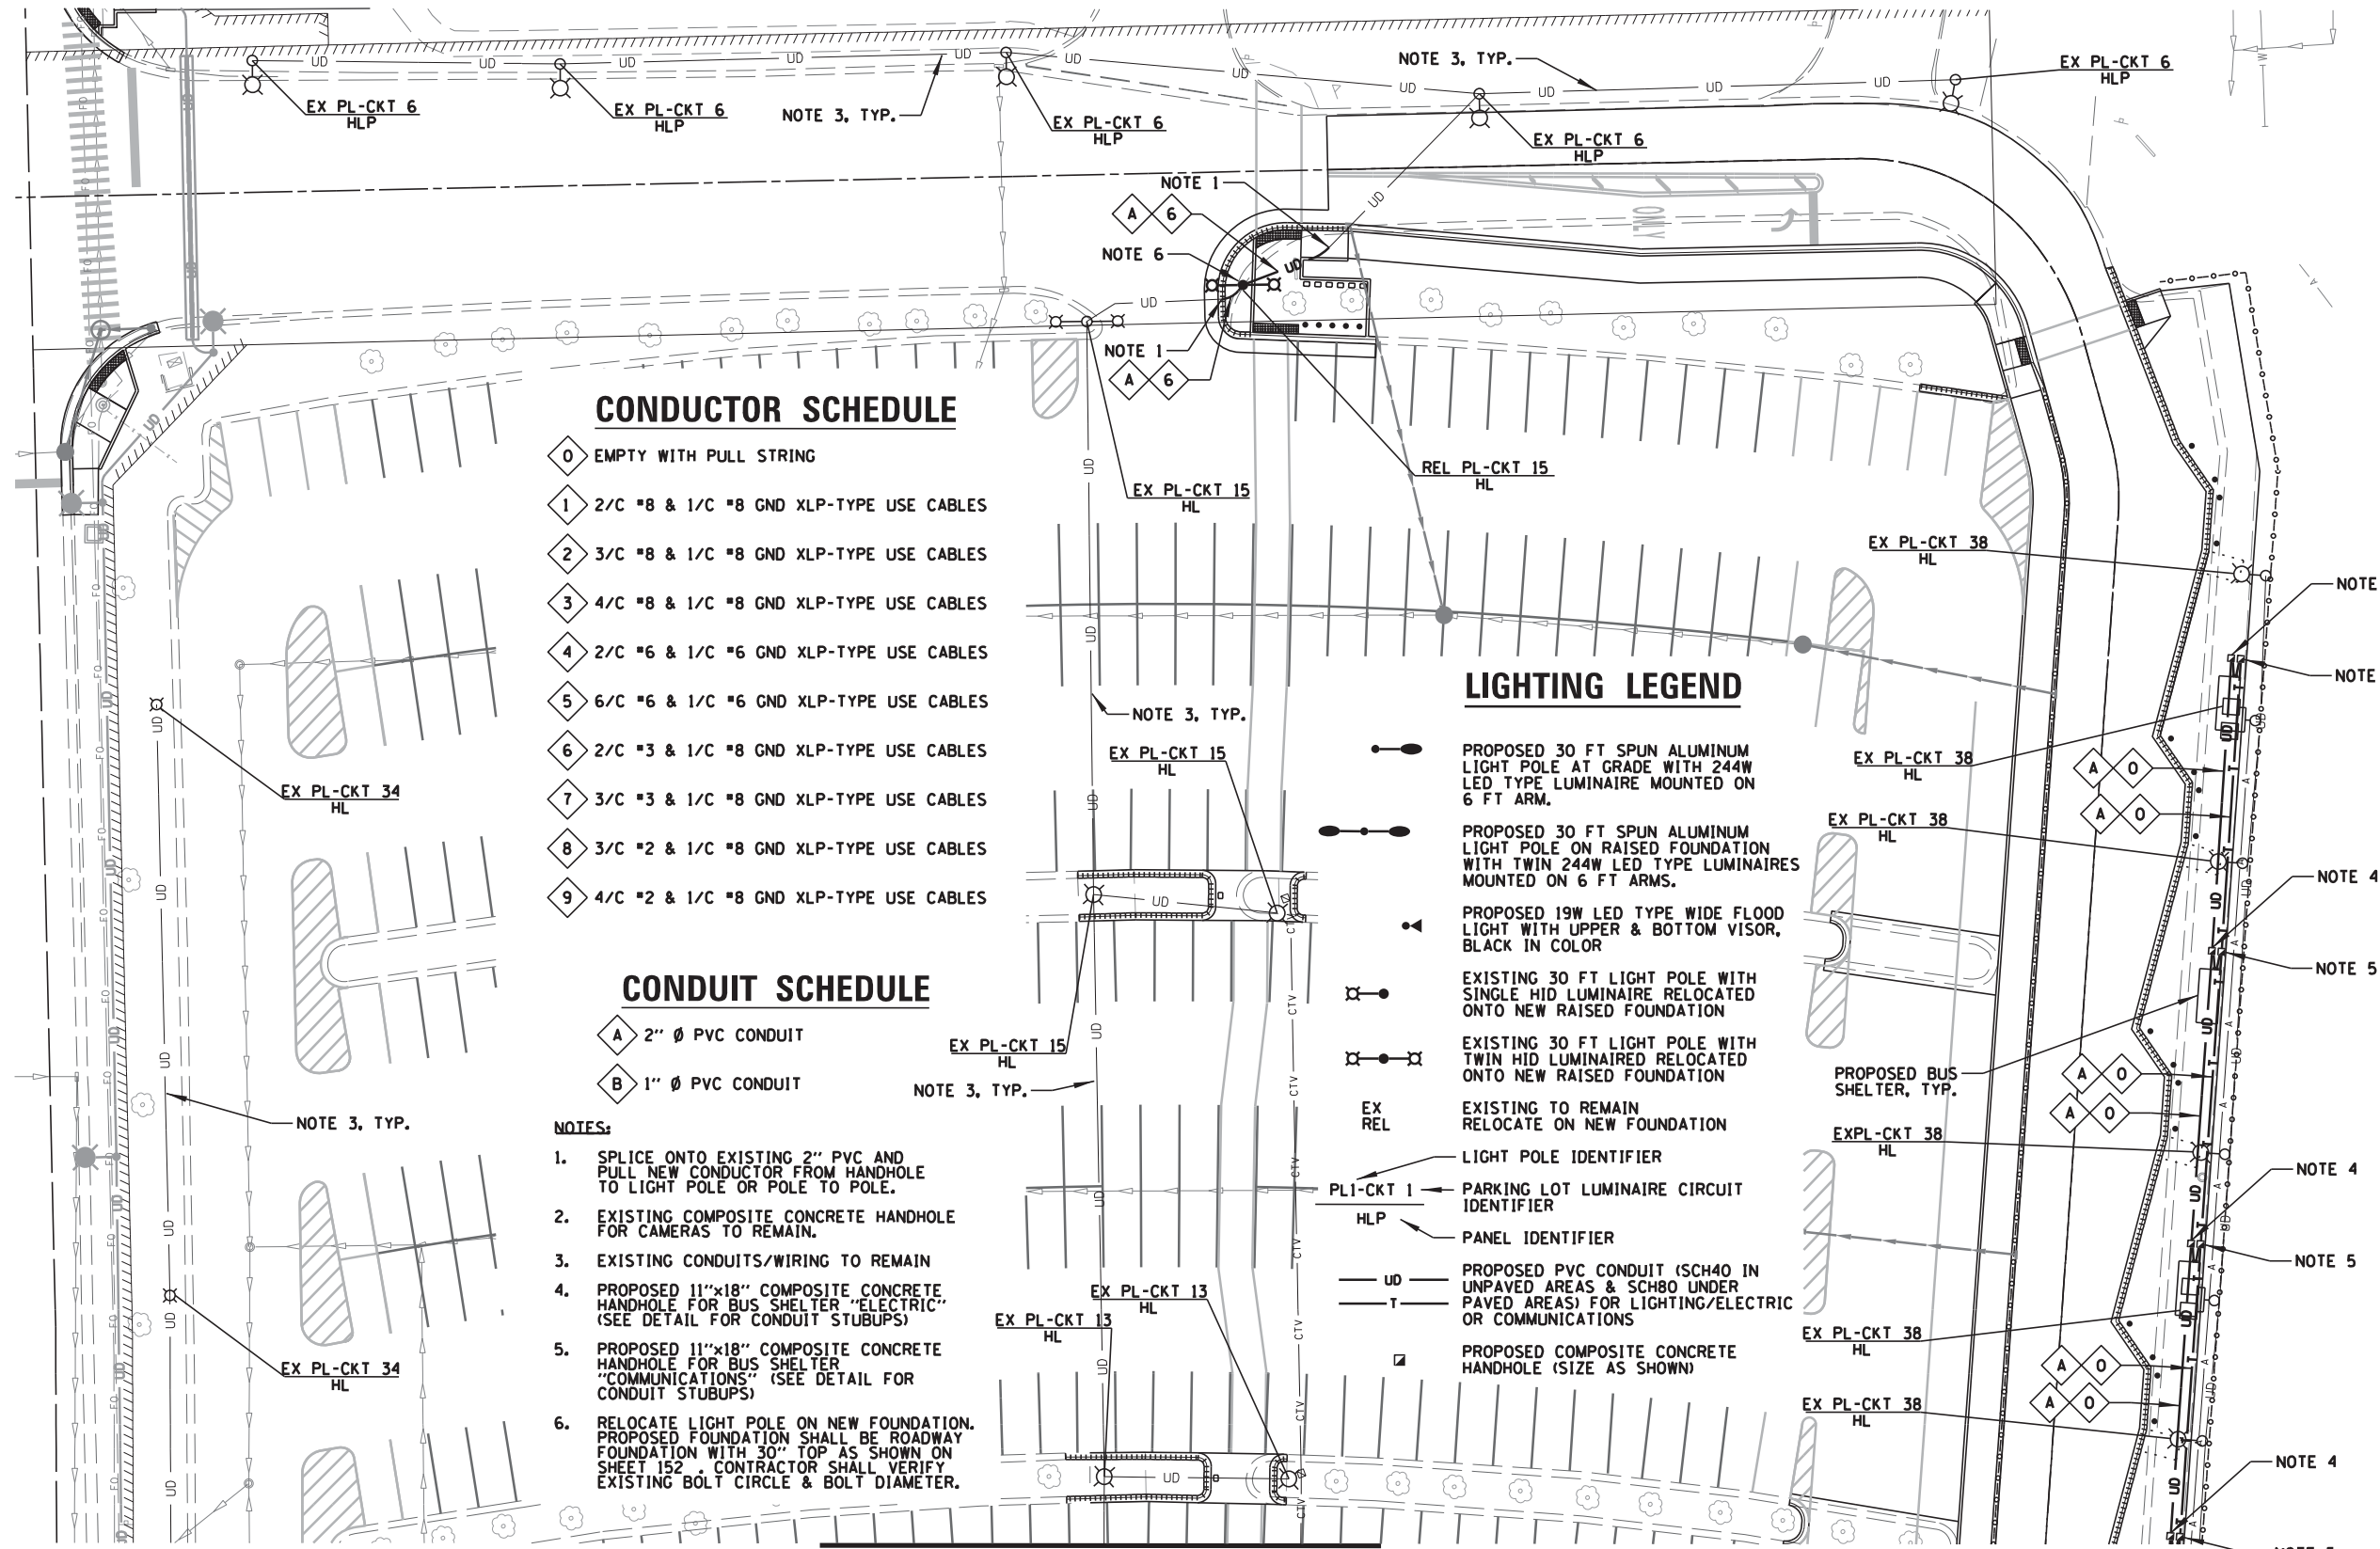 EX PL-CKT 6
HLP
EX PL-CKT 6
HLP
NOTE 3, TYP.
EX PL-CKT 6
HLP
NOTE 3, TYP.
EX PL-CKT 6
HLP
EX PL-CKT 6
HLP
NOTE 1
A 6
NOTE 6
NOTE 1
A 6
UD
UD
UD
UD
UD
UD
UD
UD
UD
UD
UD
UD
UD
ONLY
EX PL-CKT 15
HL
REL PL-CKT 15
HL
CONDUCTOR SCHEDULE
0 EMPTY WITH PULL STRING
1 2/C #8 & 1/C #8 GND XLP-TYPE USE CABLES
2 3/C #8 & 1/C #8 GND XLP-TYPE USE CABLES
3 4/C #8 & 1/C #8 GND XLP-TYPE USE CABLES
4 2/C #6 & 1/C #6 GND XLP-TYPE USE CABLES
5 6/C #6 & 1/C #6 GND XLP-TYPE USE CABLES
6 2/C #3 & 1/C #8 GND XLP-TYPE USE CABLES
7 3/C #3 & 1/C #8 GND XLP-TYPE USE CABLES
8 3/C #2 & 1/C #8 GND XLP-TYPE USE CABLES
9 4/C #2 & 1/C #8 GND XLP-TYPE USE CABLES
CONDUIT SCHEDULE
A 2" Ø PVC CONDUIT
B 1" Ø PVC CONDUIT
NOTES:
1. SPLICE ONTO EXISTING 2" PVC AND
PULL NEW CONDUCTOR FROM HANDHOLE
TO LIGHT POLE OR POLE TO POLE.
2. EXISTING COMPOSITE CONCRETE HANDHOLE
FOR CAMERAS TO REMAIN.
3. EXISTING CONDUITS/WIRING TO REMAIN
4. PROPOSED 11"x18" COMPOSITE CONCRETE
HANDHOLE FOR BUS SHELTER "ELECTRIC"
(SEE DETAIL FOR CONDUIT STUBUPS)
5. PROPOSED 11"x18" COMPOSITE CONCRETE
HANDHOLE FOR BUS SHELTER
"COMMUNICATIONS" (SEE DETAIL FOR
CONDUIT STUBUPS)
6. RELOCATE LIGHT POLE ON NEW FOUNDATION.
PROPOSED FOUNDATION SHALL BE ROADWAY
FOUNDATION WITH 30" TOP AS SHOWN ON
SHEET 152 . CONTRACTOR SHALL VERIFY
EXISTING BOLT CIRCLE & BOLT DIAMETER.
EX PL-CKT 34
HL
NOTE 3, TYP.
EX PL-CKT 34
HL
NOTE 3, TYP.
EX PL-CKT 15
HL
EX PL-CKT 15
HL
NOTE 3, TYP.
EX PL-CKT 13
HL
EX PL-CKT 13
HL
UD
UD
CTV
CTV
CTV
CTV
CTV
CTV
CTV
LIGHTING LEGEND
PROPOSED 30 FT SPUN ALUMINUM
LIGHT POLE AT GRADE WITH 244W
LED TYPE LUMINAIRE MOUNTED ON
6 FT ARM.
PROPOSED 30 FT SPUN ALUMINUM
LIGHT POLE ON RAISED FOUNDATION
WITH TWIN 244W LED TYPE LUMINAIRES
MOUNTED ON 6 FT ARMS.
PROPOSED 19W LED TYPE WIDE FLOOD
LIGHT WITH UPPER & BOTTOM VISOR,
BLACK IN COLOR
EXISTING 30 FT LIGHT POLE WITH
SINGLE HID LUMINAIRE RELOCATED
ONTO NEW RAISED FOUNDATION
EXISTING 30 FT LIGHT POLE WITH
TWIN HID LUMINAIRED RELOCATED
ONTO NEW RAISED FOUNDATION
EX EXISTING TO REMAIN
REL RELOCATE ON NEW FOUNDATION
LIGHT POLE IDENTIFIER
PL1-CKT 1 PARKING LOT LUMINAIRE CIRCUIT
IDENTIFIER
HLP
PANEL IDENTIFIER
UD
T
PROPOSED PVC CONDUIT (SCH40 IN
UNPAVED AREAS & SCH80 UNDER
PAVED AREAS) FOR LIGHTING/ELECTRIC
OR COMMUNICATIONS
PROPOSED COMPOSITE CONCRETE
HANDHOLE (SIZE AS SHOWN)
EX PL-CKT 38
HL
NOTE
NOTE
EX PL-CKT 38
HL
A 0
A 0
EX PL-CKT 38
HL
NOTE 4
NOTE 5
PROPOSED BUS
SHELTER, TYP.
A 0
A 0
EXPL-CKT 38
HL
NOTE 4
NOTE 5
EX PL-CKT 38
HL
A 0
A 0
EX PL-CKT 38
HL
NOTE 4